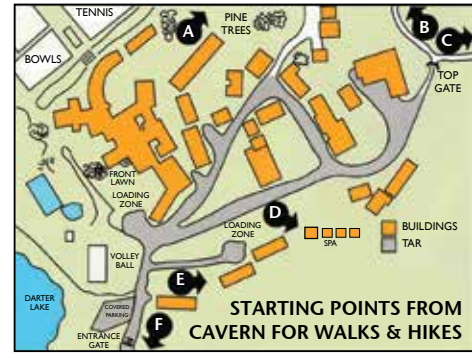 TENNIS
BOWLS
A
PINE
TREES
B
C
TOP
GATE
FRONT
LAWN
LOADING
ZONE
D
LOADING
ZONE
SPA
BUILDINGS
TAR
VOLLEY
BALL
E
DARTER
LAKE
COVERED
PARKING
F
ENTRANCE
GATE
STARTING POINTS FROM
CAVERN FOR WALKS & HIKES